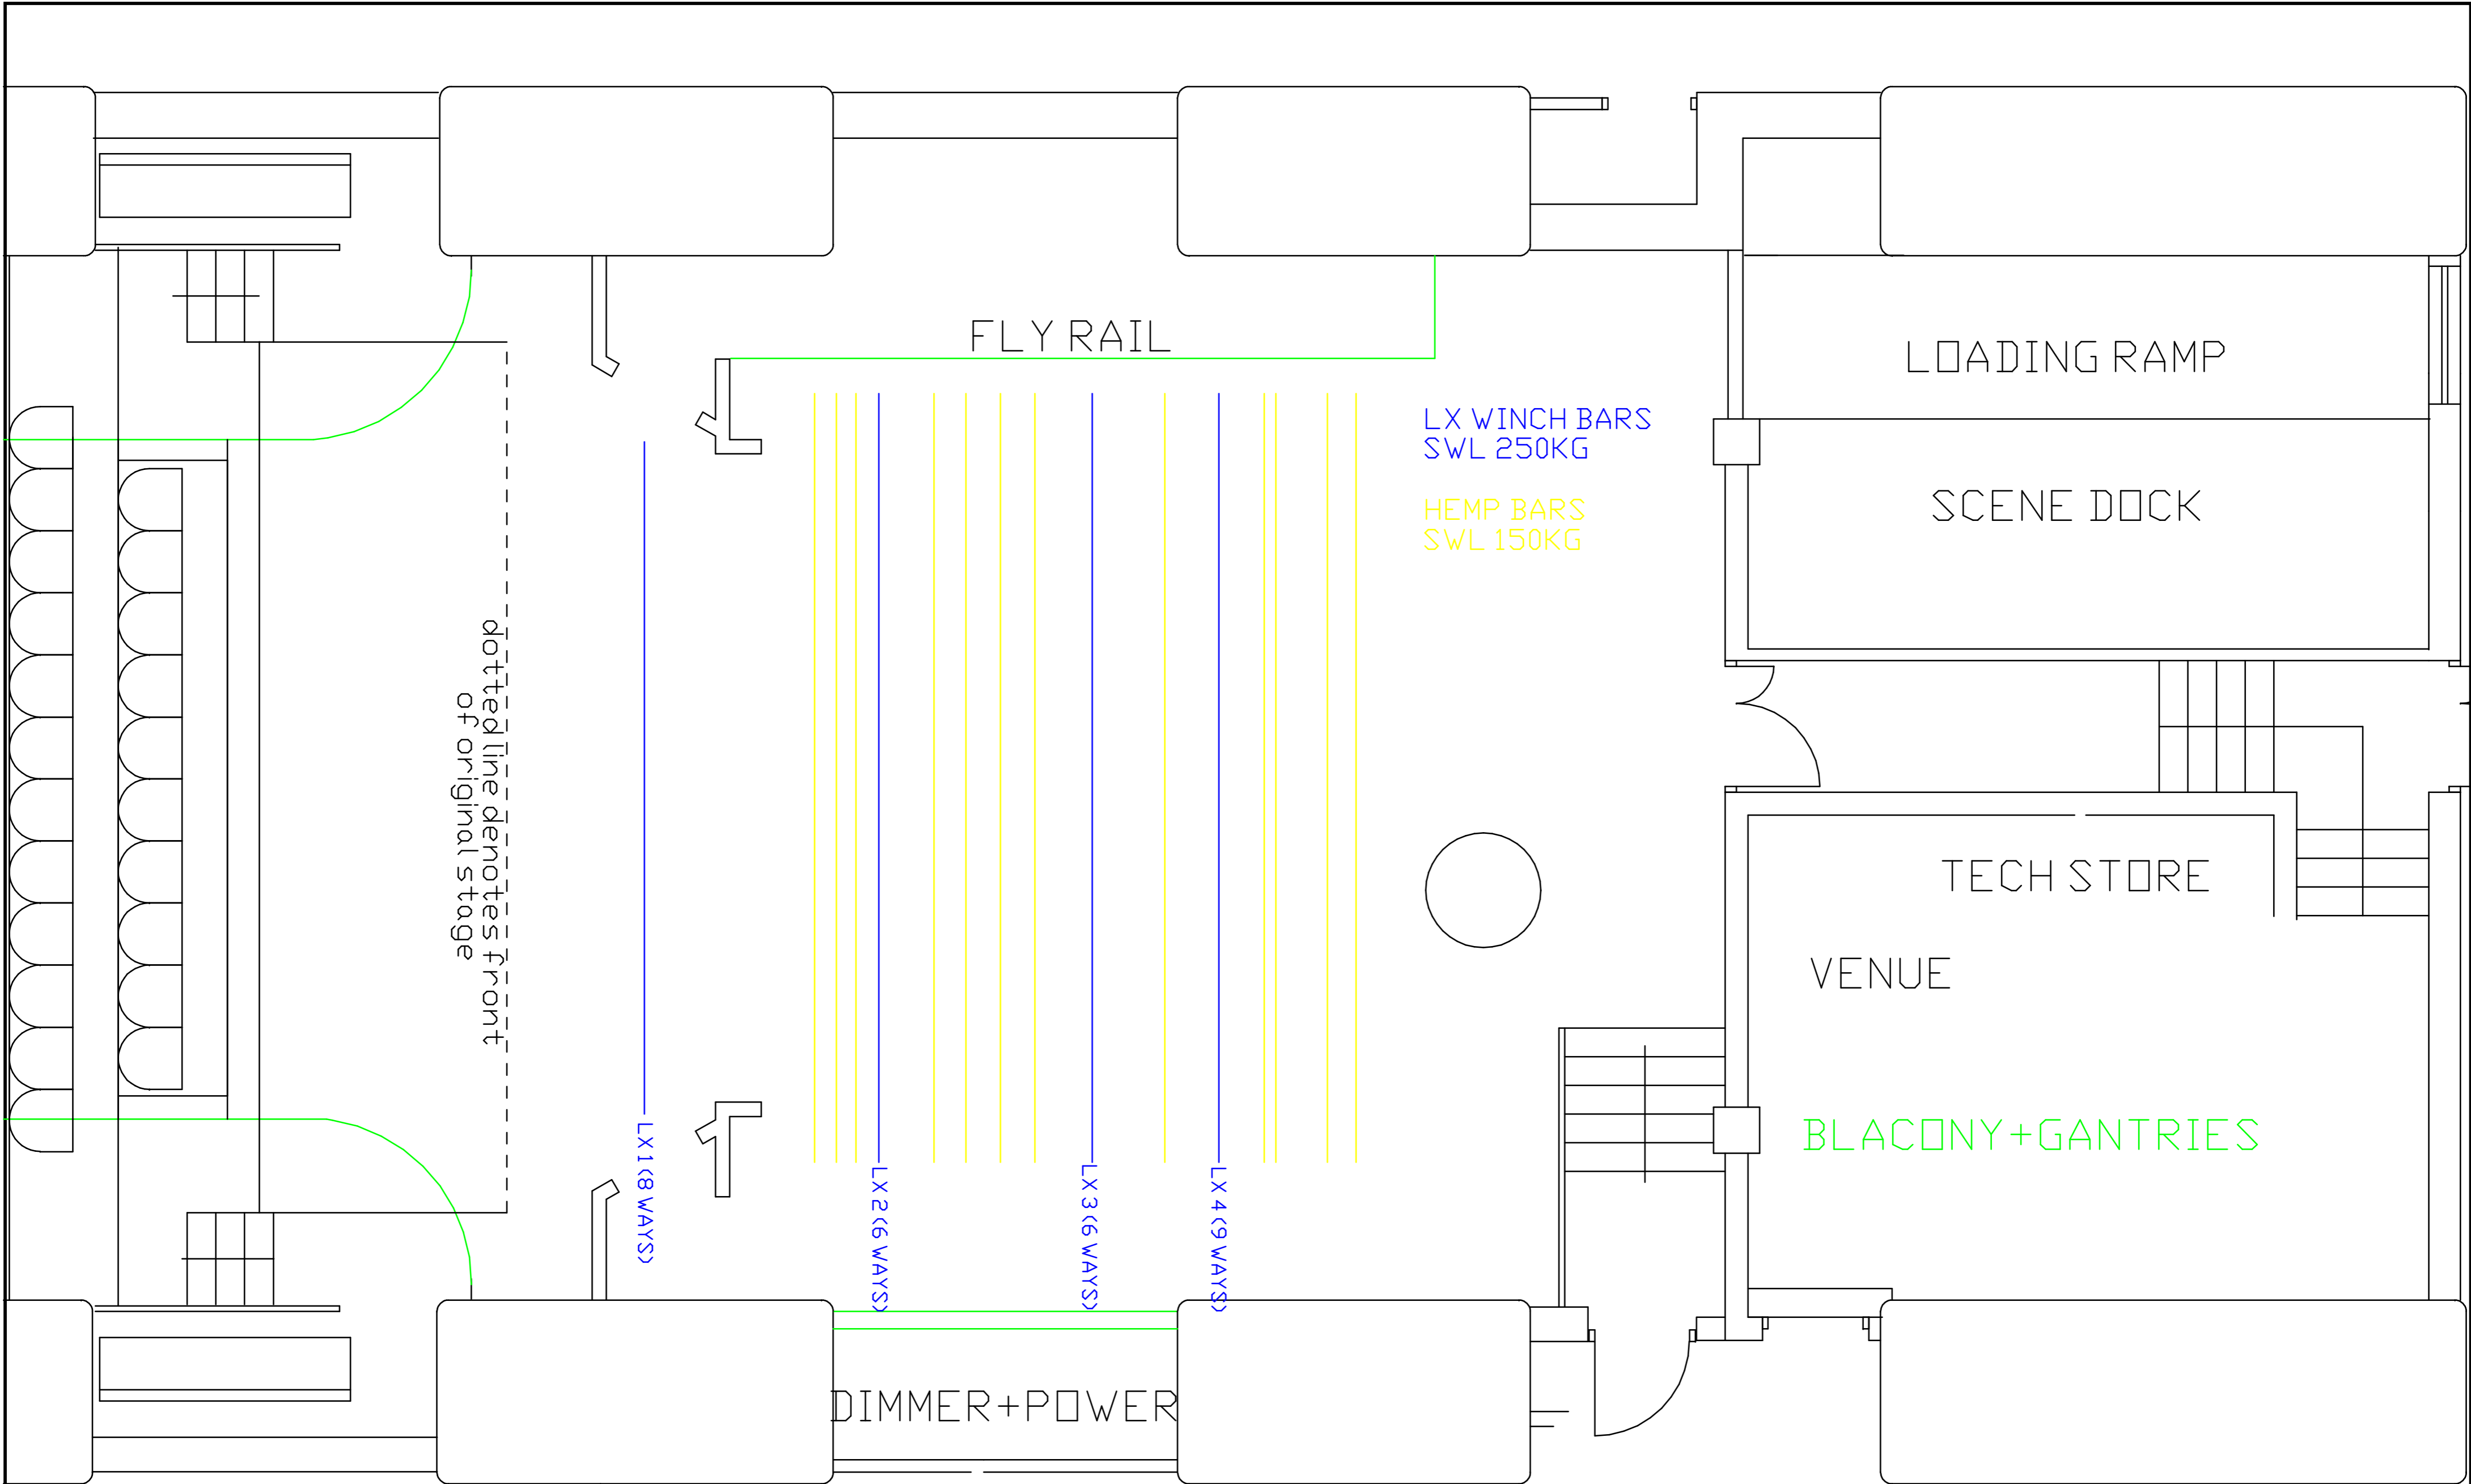 FLY RAIL
LOADING RAMP
LX WINCH BARS
SWL 250KG
SCENE DOCK
HEMP BARS
SWL 150KG
dotted line denotes front
of original stage
TECH STORE
VENUE
BLACONY+GANTRIES
LX1 (8 WAYS)
LX 2 (6 WAYS)
LX 3 (6 WAYS)
LX 4 (9 WAYS)
DIMMER+POWER